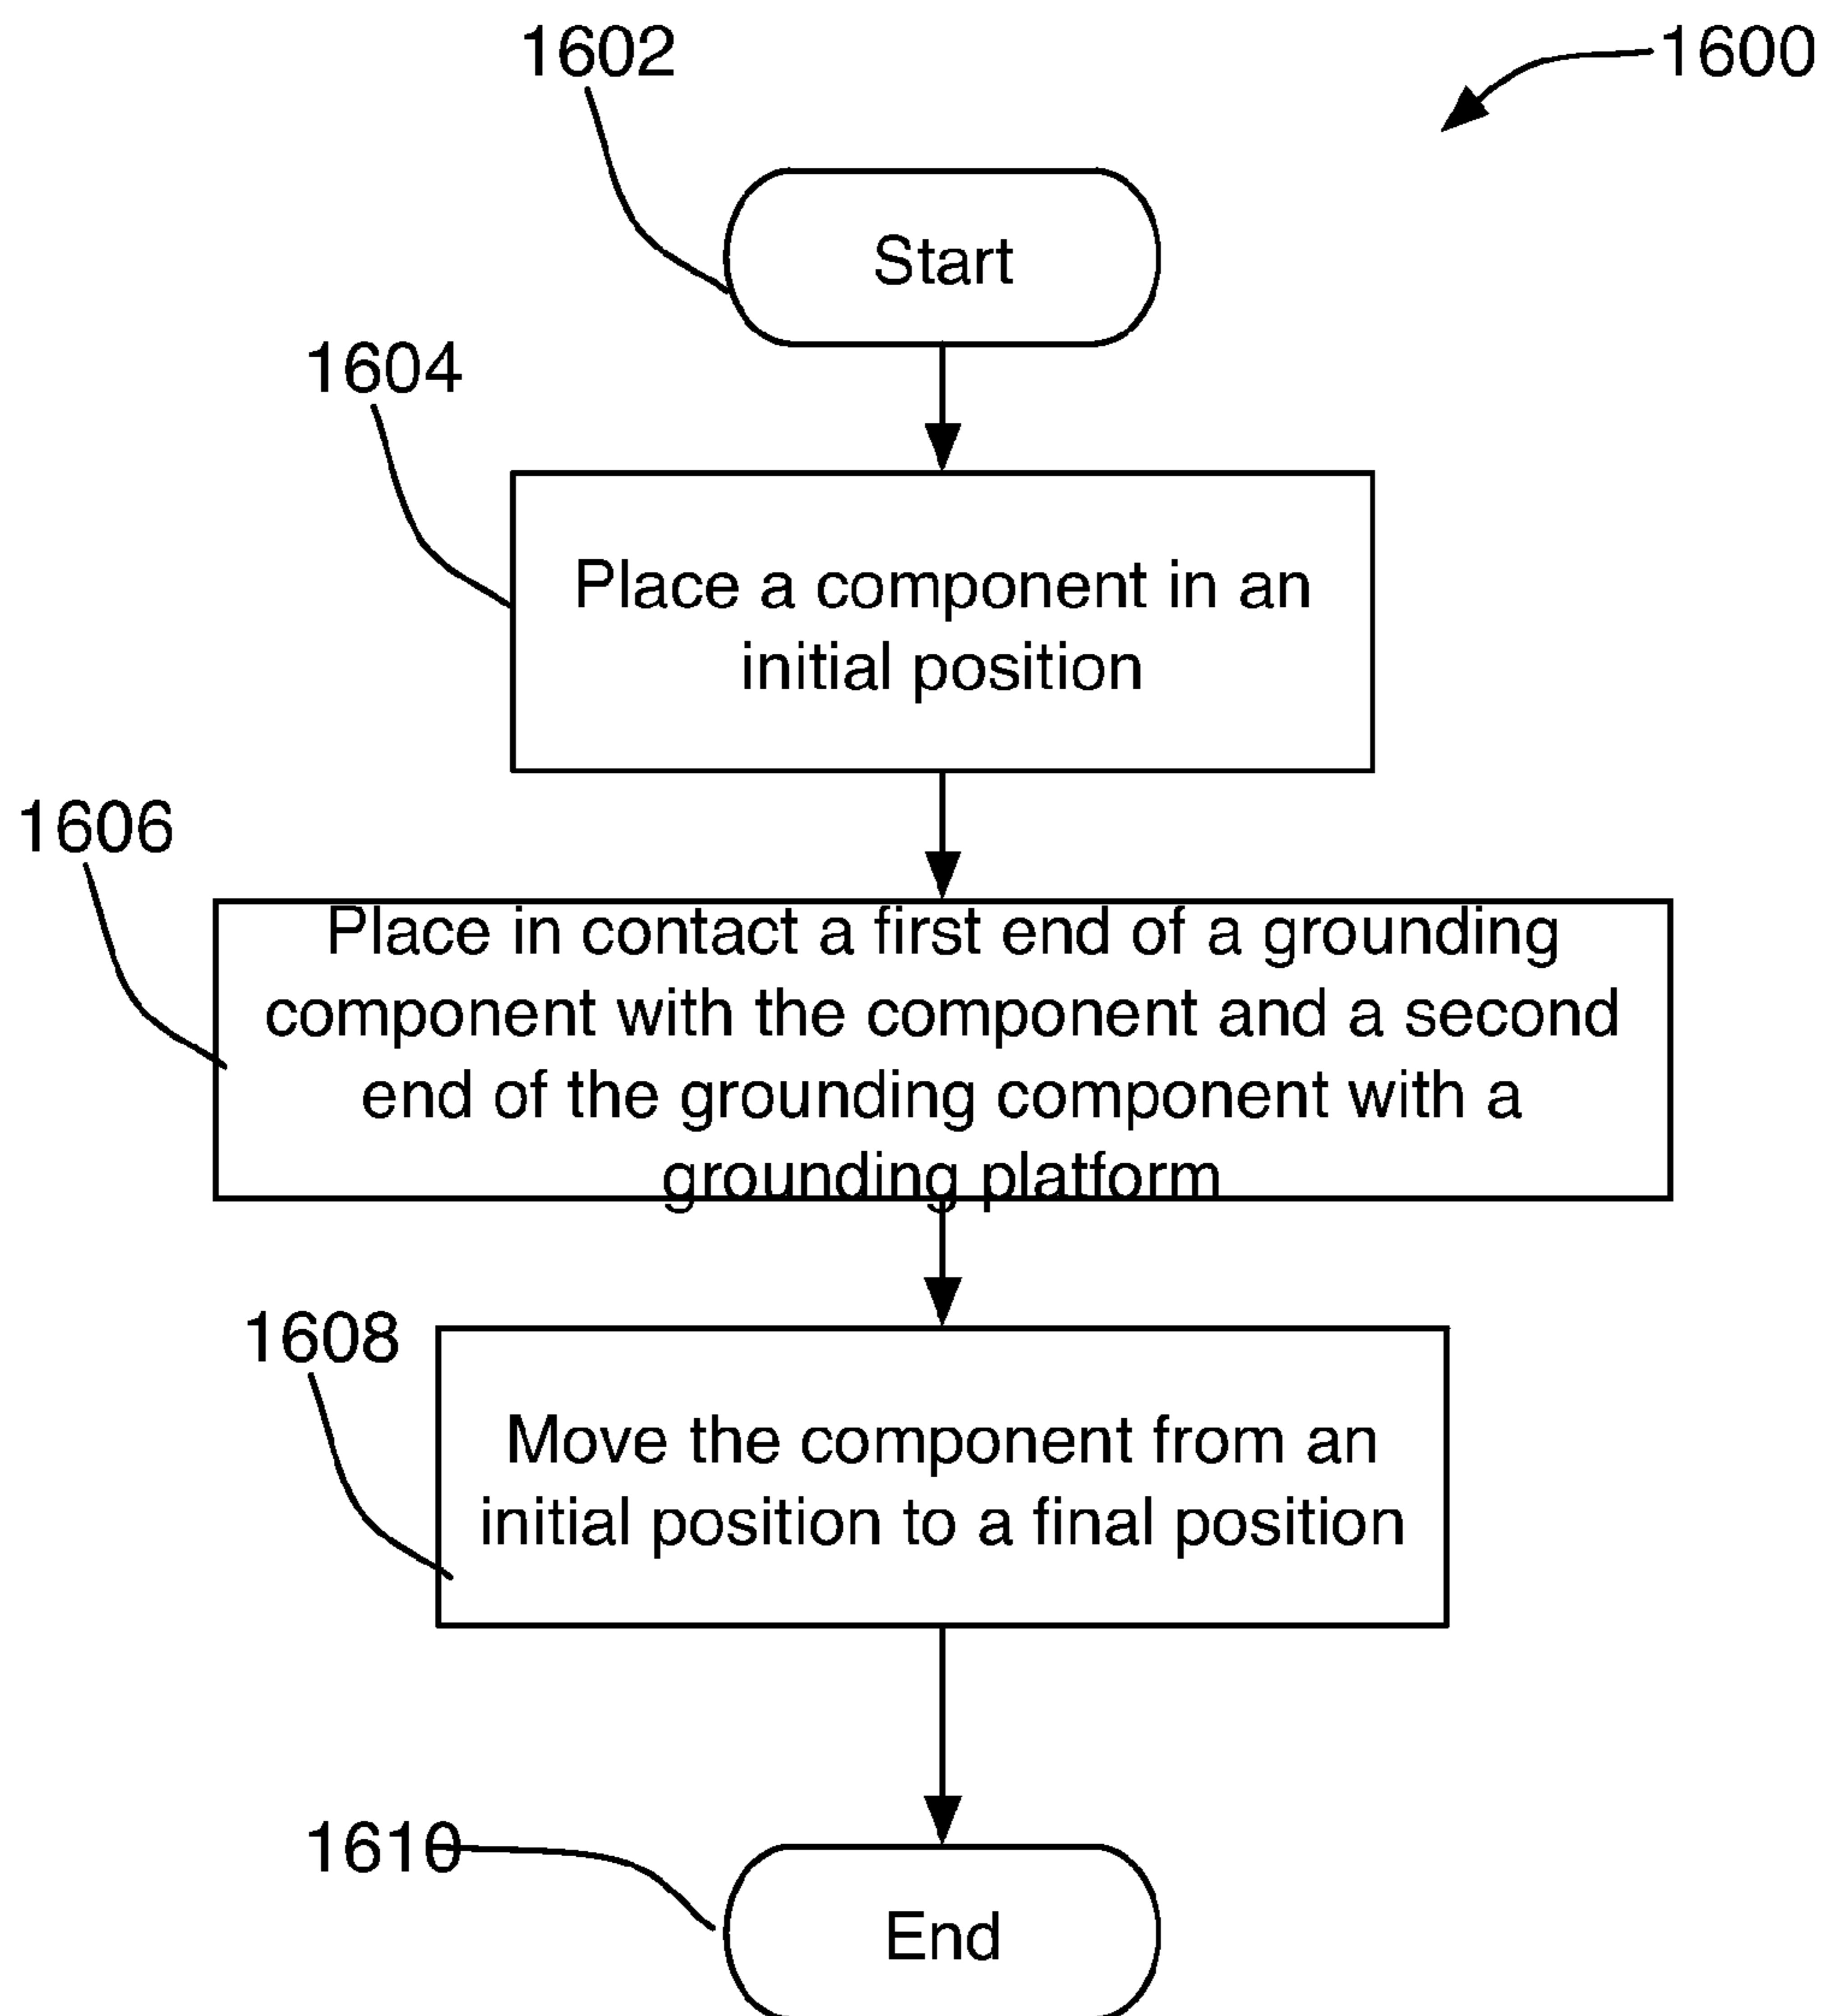 1602
1600
Start
1604
Place a component in an
initial position
1606
Place in contact a first end of a grounding
component with the component and a second
end of the grounding component with a
grounding platform
1608
Move the component from an
initial position to a final position
1610
End